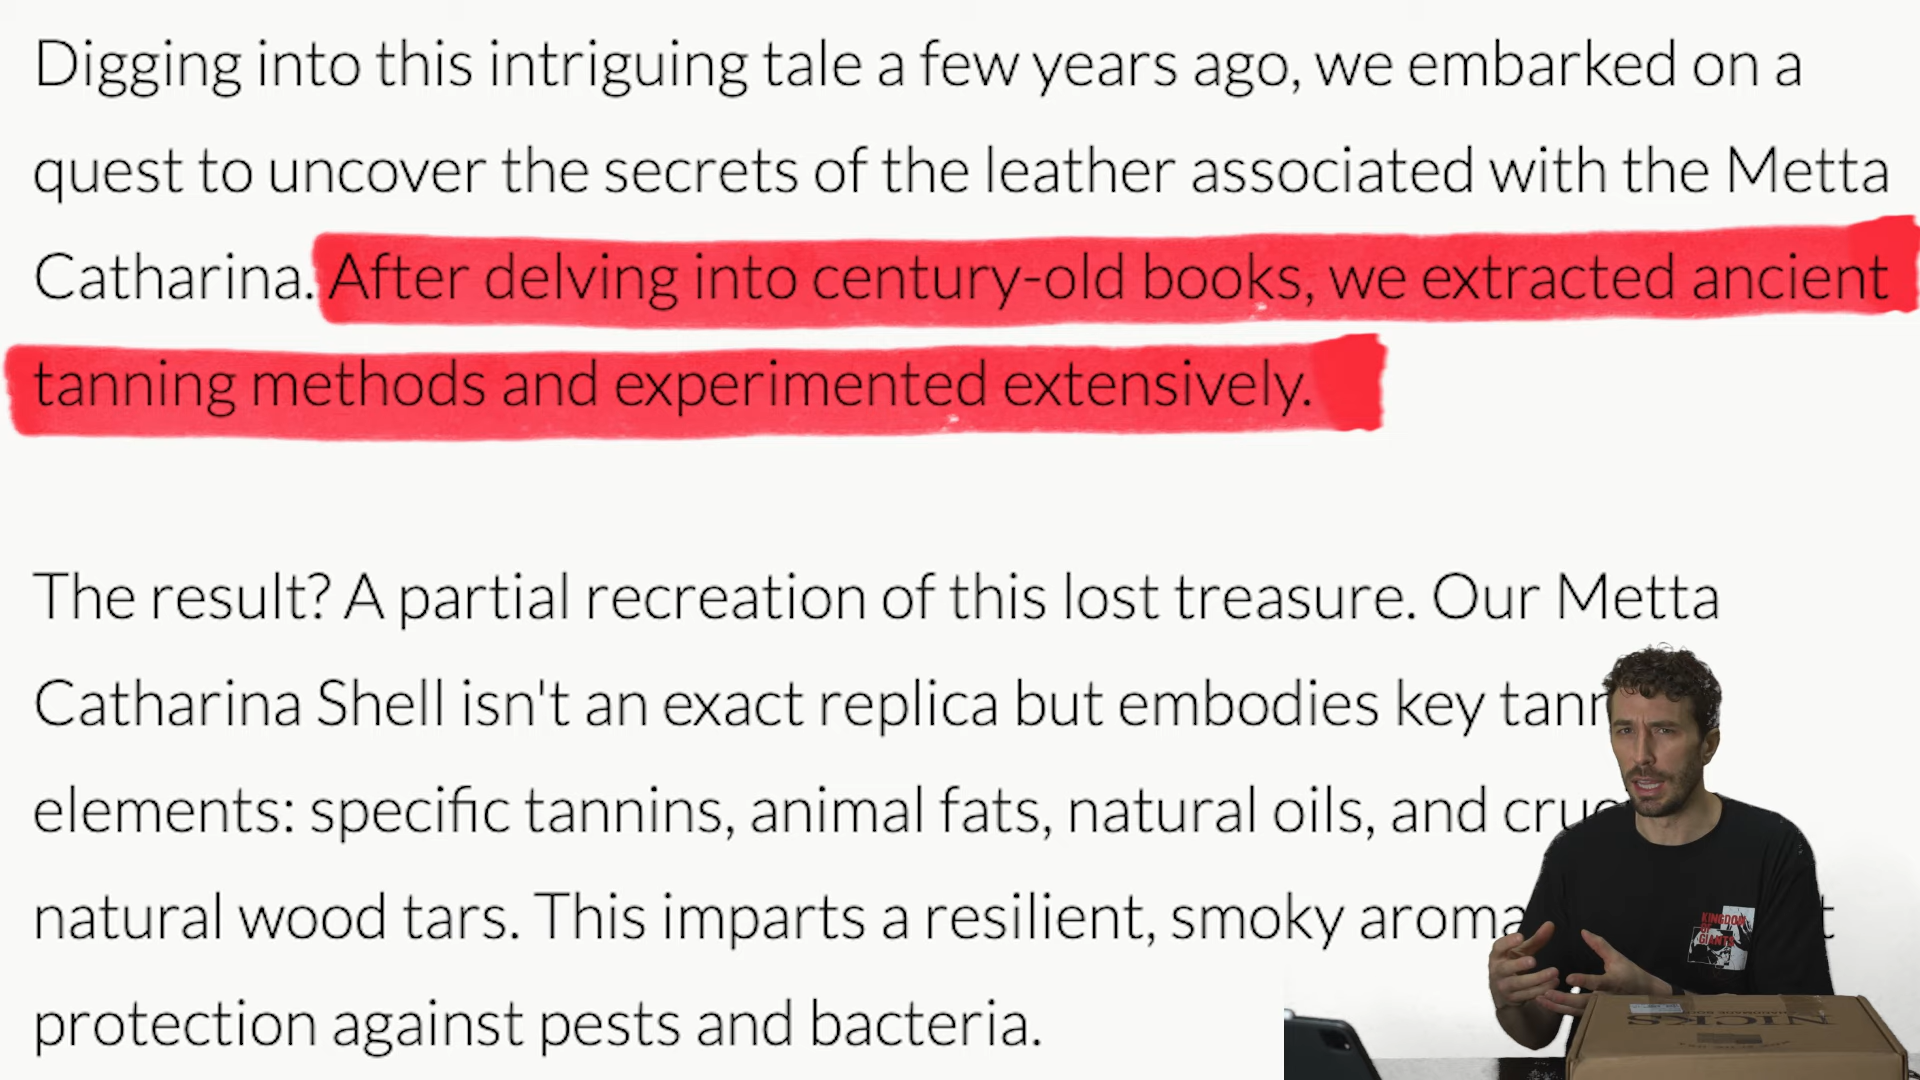 Digging into this intriguing tale a few years ago, we embarked on a
quest to uncover the secrets of the leather associated with the Metta
Catharina. After delving into century-old books, we extracted ancient
tanning methods and experimented extensively.
The result? A partial recreation of this lost treasure. Our Metta
Catharina Shell isn't an exact replica but embodies key
elements: specific tannins, animal fats, natural oils, and
natural wood tars. This imparts a resilient, smoky aroma
protection against pests and bacteria.
KINGDOM
OF
GIANTS
NICKS